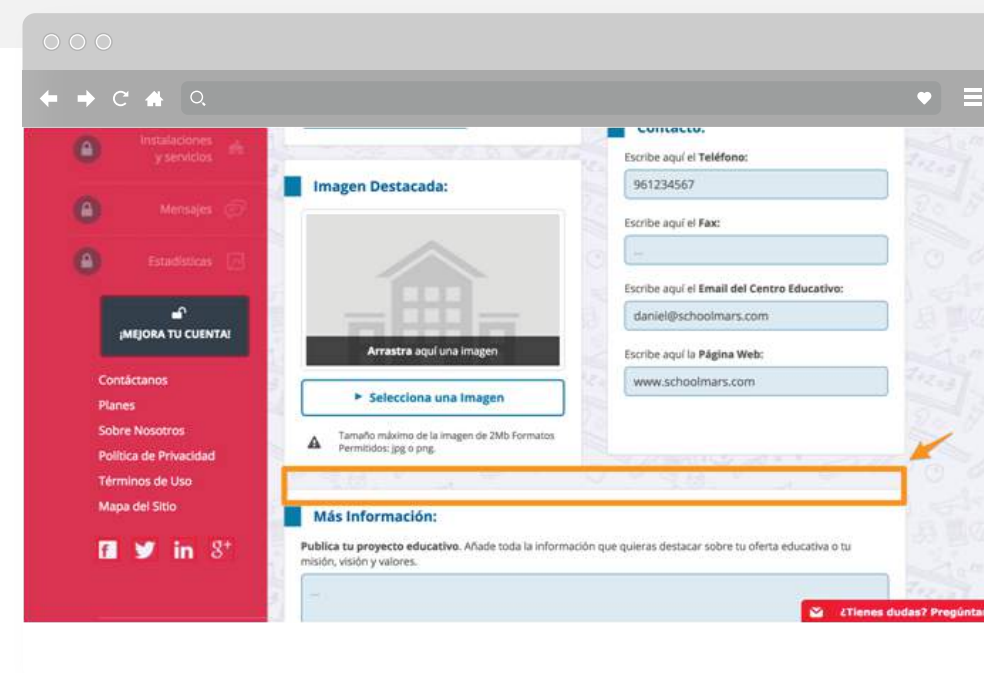 Instalaciones
y servicios
Mensajes
Estadísticas
¡MEJORA TU CUENTA!
Contáctanos
Planes
Sobre Nosotros
Política de Privacidad
Términos de Uso
Mapa del Sitio
Imagen Destacada:
Arrastra aquí una imagen
Selecciona una Imagen
Tamaño máximo de la imagen de 2Mb Formatos
Permitidos: jpg o png.
Contacto:
Escribe aquí el Teléfono:
961234567
Escribe aquí el Fax:
...
Escribe aquí el Email del Centro Educativo:
daniel@schoolmars.com
Escribe aquí la Página Web:
www.schoolmars.com
Más Información:
Publica tu proyecto educativo. Añade toda la información que quieras destacar sobre tu oferta educativa o tu
misión, visión y valores.
...
¿Tienes dudas? Pregúntan